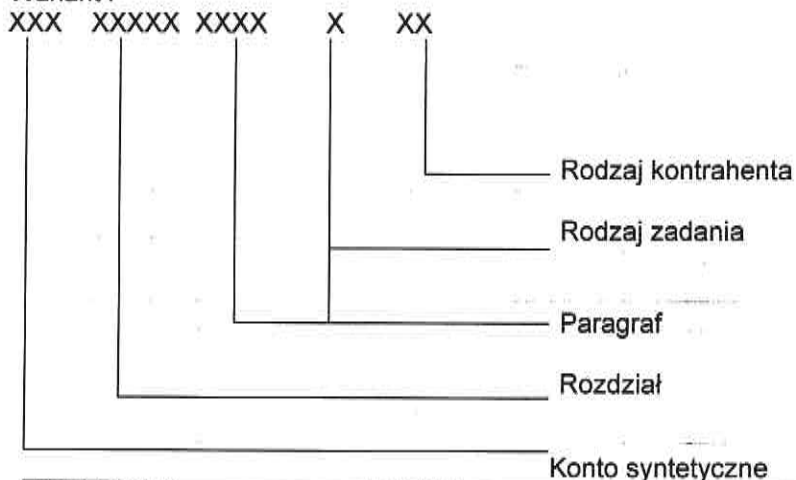 XXX XXXXX XXXX X XX
Rodzaj kontrahenta
Rodzaj zadania
Paragraf
Rozdział
Konto syntetyczne